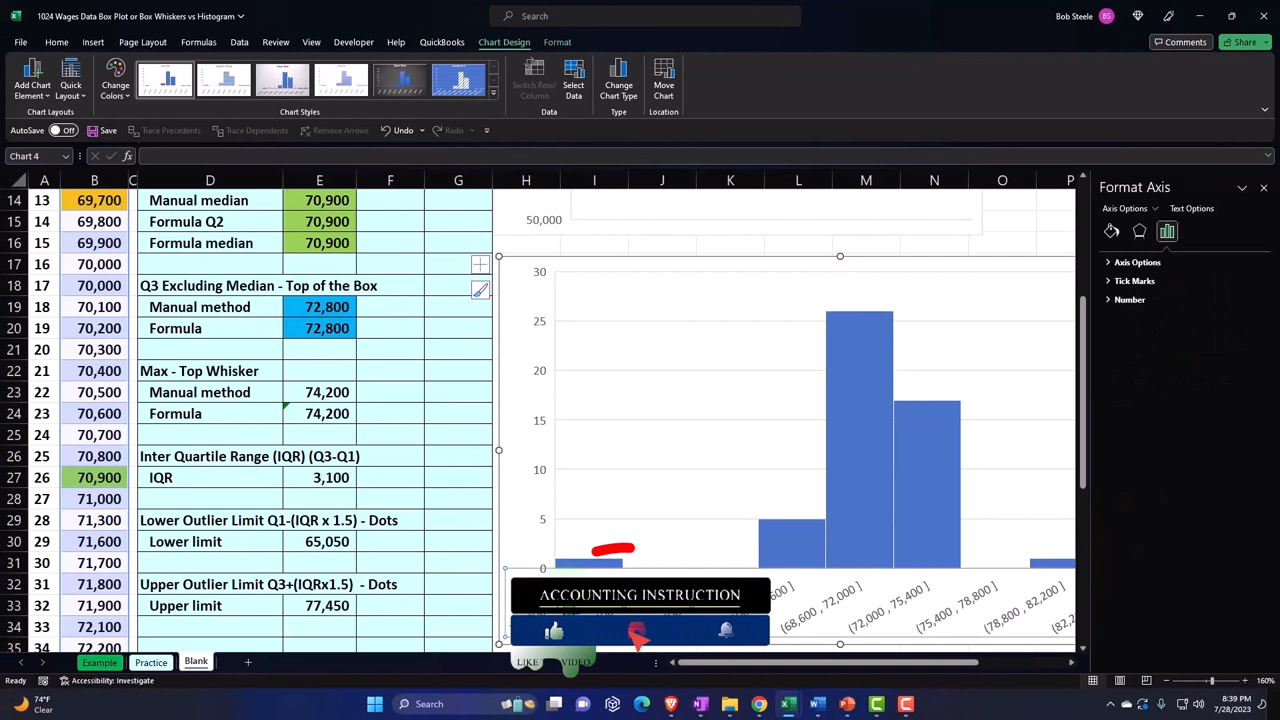 1024 Wages Data Box Plot or Box Whiskers vs Histogram
Search
Bob Steele
BS
File Home Insert Page Layout Formulas Data Review View Developer Help QuickBooks Chart Design Format
Comments
Share
Add Chart Element
Quick Layout
Change Colors
Switch Row/ Column
Select Data
Change Chart Type
Move Chart
Chart Layouts
Chart Styles
Data
Type
Location
AutoSave Off Save Trace Precedents Trace Dependents Remove Arrows Undo Redo
Chart 4
fx
A B C D E F G H I J K L M N O P
14 13 69,700 Manual median 70,900
15 14 69,800 Formula Q2 70,900
16 15 69,900 Formula median 70,900
17 16 70,000
18 17 70,000 Q3 Excluding Median - Top of the Box
19 18 70,100 Manual method 72,800
20 19 70,200 Formula 72,800
21 20 70,300
22 21 70,400 Max - Top Whisker
23 22 70,500 Manual method 74,200
24 23 70,600 Formula 74,200
25 24 70,700
26 25 70,800 Inter Quartile Range (IQR) (Q3-Q1)
27 26 70,900 IQR 3,100
28 27 71,000
29 28 71,300 Lower Outlier Limit Q1-(IQR x 1.5) - Dots
30 29 71,600 Lower limit 65,050
31 30 71,700
32 31 71,800 Upper Outlier Limit Q3+(IQRx1.5) - Dots
33 32 71,900 Upper limit 77,450
34 33 72,100
35 34 72,200
50,000
30
25
20
15
10
5
0
(68,600 , 72,000 ]
(72,000 , 75,400 ]
(75,400 , 78,800 ]
(78,800 , 82,200 ]
(82,2
ACCOUNTING INSTRUCTION
LIKE
VIDEO
Format Axis
Axis Options
Text Options
Axis Options
Tick Marks
Number
Example
Practice
Blank
Ready
Accessibility: Investigate
160%
74°F
Clear
Search
8:39 PM
7/28/2023